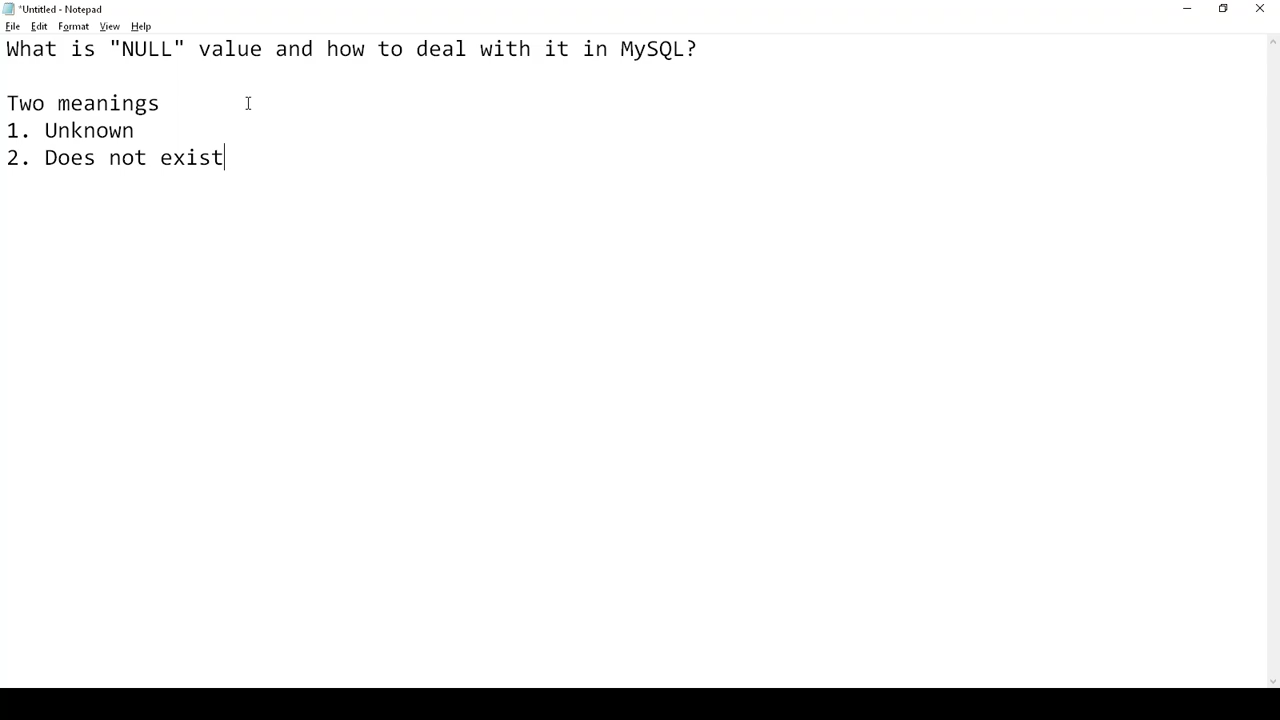 *Untitled - Notepad
File Edit Format View Help
What is "NULL" value and how to deal with it in MySQL?
Two meanings
1. Unknown
2. Does not exist